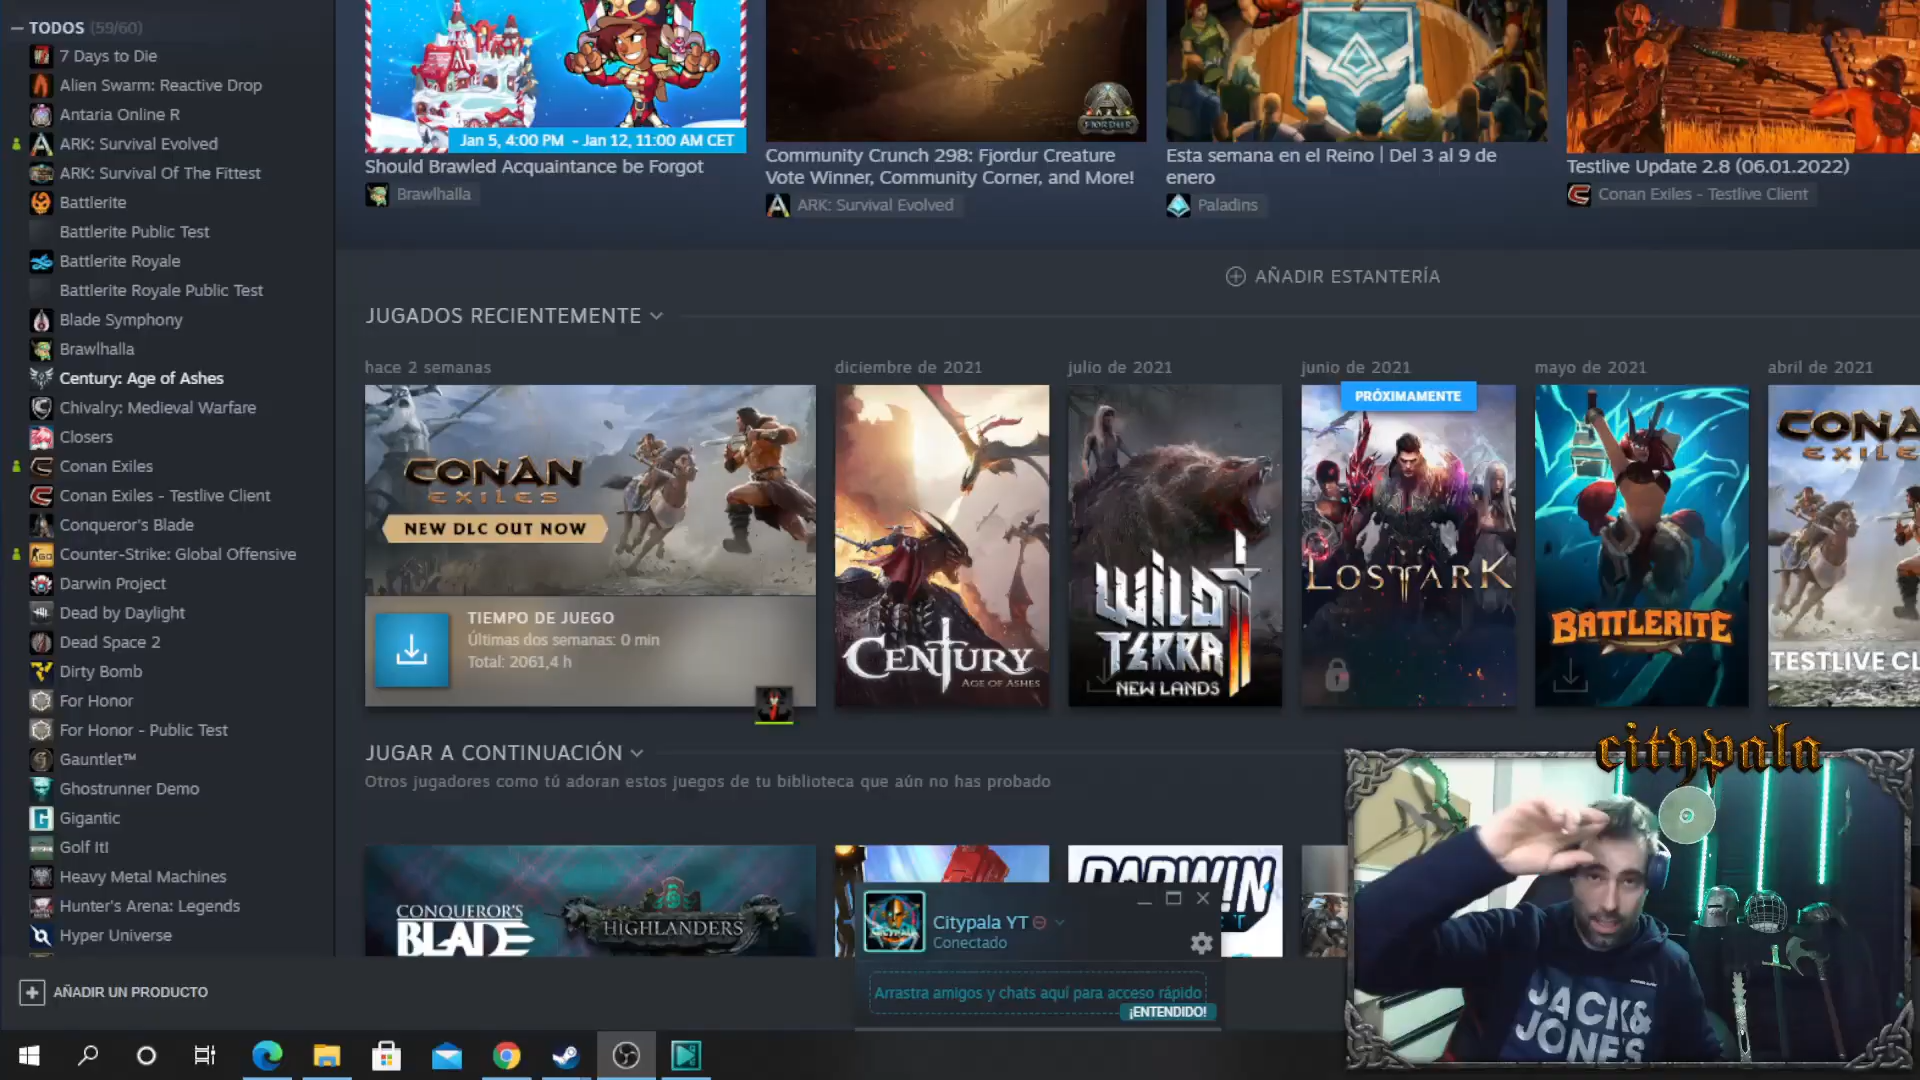 TODOS (59/60)
7 Days to Die
Alien Swarm: Reactive Drop
Antaria Online R
ARK: Survival Evolved
ARK: Survival Of The Fittest
Battlerite
Battlerite Public Test
Battlerite Royale
Battlerite Royale Public Test
Blade Symphony
Brawlhalla
Century: Age of Ashes
Chivalry: Medieval Warfare
Closers
Conan Exiles
Conan Exiles - Testlive Client
Conqueror's Blade
Counter-Strike: Global Offensive
Darwin Project
Dead by Daylight
Dead Space 2
Dirty Bomb
For Honor
For Honor - Public Test
Gauntlet™
Ghostrunner Demo
Gigantic
Golf It!
Heavy Metal Machines
Hunter's Arena: Legends
Hyper Universe
AÑADIR UN PRODUCTO
Jan 5, 4:00 PM - Jan 12, 11:00 AM CET
Should Brawled Acquaintance be Forgot
Brawlhalla
FJORDUR
Community Crunch 298: Fjordur Creature
Vote Winner, Community Corner, and More!
ARK: Survival Evolved
Esta semana en el Reino | Del 3 al 9 de
enero
Paladins
Testlive Update 2.8 (06.01.2022)
Conan Exiles - Testlive Client
AÑADIR ESTANTERÍA
JUGADOS RECIENTEMENTE
hace 2 semanas
CONAN
EXILES
NEW DLC OUT NOW
TIEMPO DE JUEGO
Últimas dos semanas: 0 min
Total: 2061,4 h
diciembre de 2021
CENTURY
AGE OF ASHES
julio de 2021
WILD
TERRA II
NEW LANDS
junio de 2021
PRÓXIMAMENTE
LOST ARK
mayo de 2021
BATTLERITE
abril de 2021
CONA
EXILE
TESTLIVE CL
JUGAR A CONTINUACIÓN
Otros jugadores como tú adoran estos juegos de tu biblioteca que aún no has probado
CONQUEROR'S
BLADE
HIGHLANDERS
DARWIN
Citypala YT
Conectado
Arrastra amigos y chats aquí para acceso rápido
¡ENTENDIDO!
citypala
JACK&
JONES